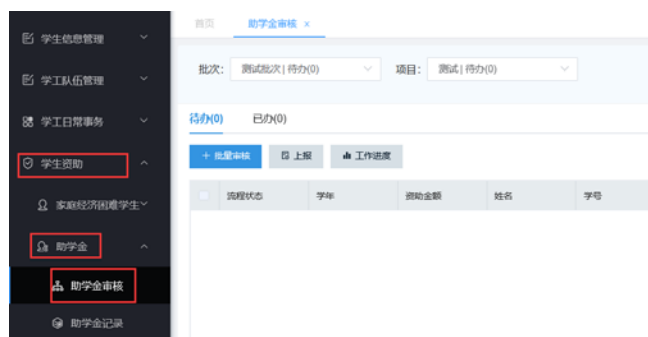 学生信息管理
学工队伍管理
学工日常事务
学生资助
家庭经济困难学生
助学金
助学金审核
助学金记录
首页 助学金审核 ×
批次： 测试批次 | 待办(0) 项目： 测试 | 待办(0)
待办(0) 已办(0)
+ 批量审核 上报 工作进度
流程状态 学年 资助金额 姓名 学号